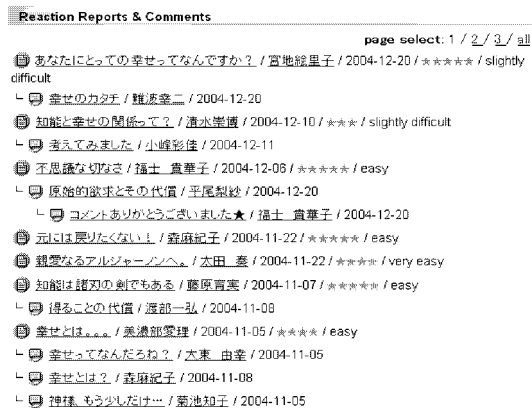 Reaction Reports & Comments
page select: 1 / 2 / 3 / all
あなたにとっての幸せってなんですか？ / 宮地絵里子 / 2004-12-20 / ★★★★★ / slightly
difficult
幸せのカタチ / 難波幸二 / 2004-12-20
知能と幸せの関係って？ / 清水崇博 / 2004-12-10 / ★★★ / slightly difficult
考えてみました / 小峰彩佳 / 2004-12-11
不思議な切なさ / 福士 貴華子 / 2004-12-06 / ★★★★★ / easy
原始的欲求とその代償 / 平尾梨紗 / 2004-12-20
コメントありがとうございました★ / 福士 貴華子 / 2004-12-20
元には戻りたくない！ / 森麻紀子 / 2004-11-22 / ★★★★★ / easy
親愛なるアルジャーノンへ。 / 太田 奏 / 2004-11-22 / ★★★★ / very easy
知能は諸刃の剣でもある / 藤原育実 / 2004-11-07 / ★★★★★ / easy
得ることの代償 / 渡部一弘 / 2004-11-08
幸せとは。。。 / 美濃部愛理 / 2004-11-05 / ★★★★ / easy
幸せってなんだろね？ / 大東 由幸 / 2004-11-05
幸せとは？ / 森麻紀子 / 2004-11-08
神様、もう少しだけ… / 菊池知子 / 2004-11-05